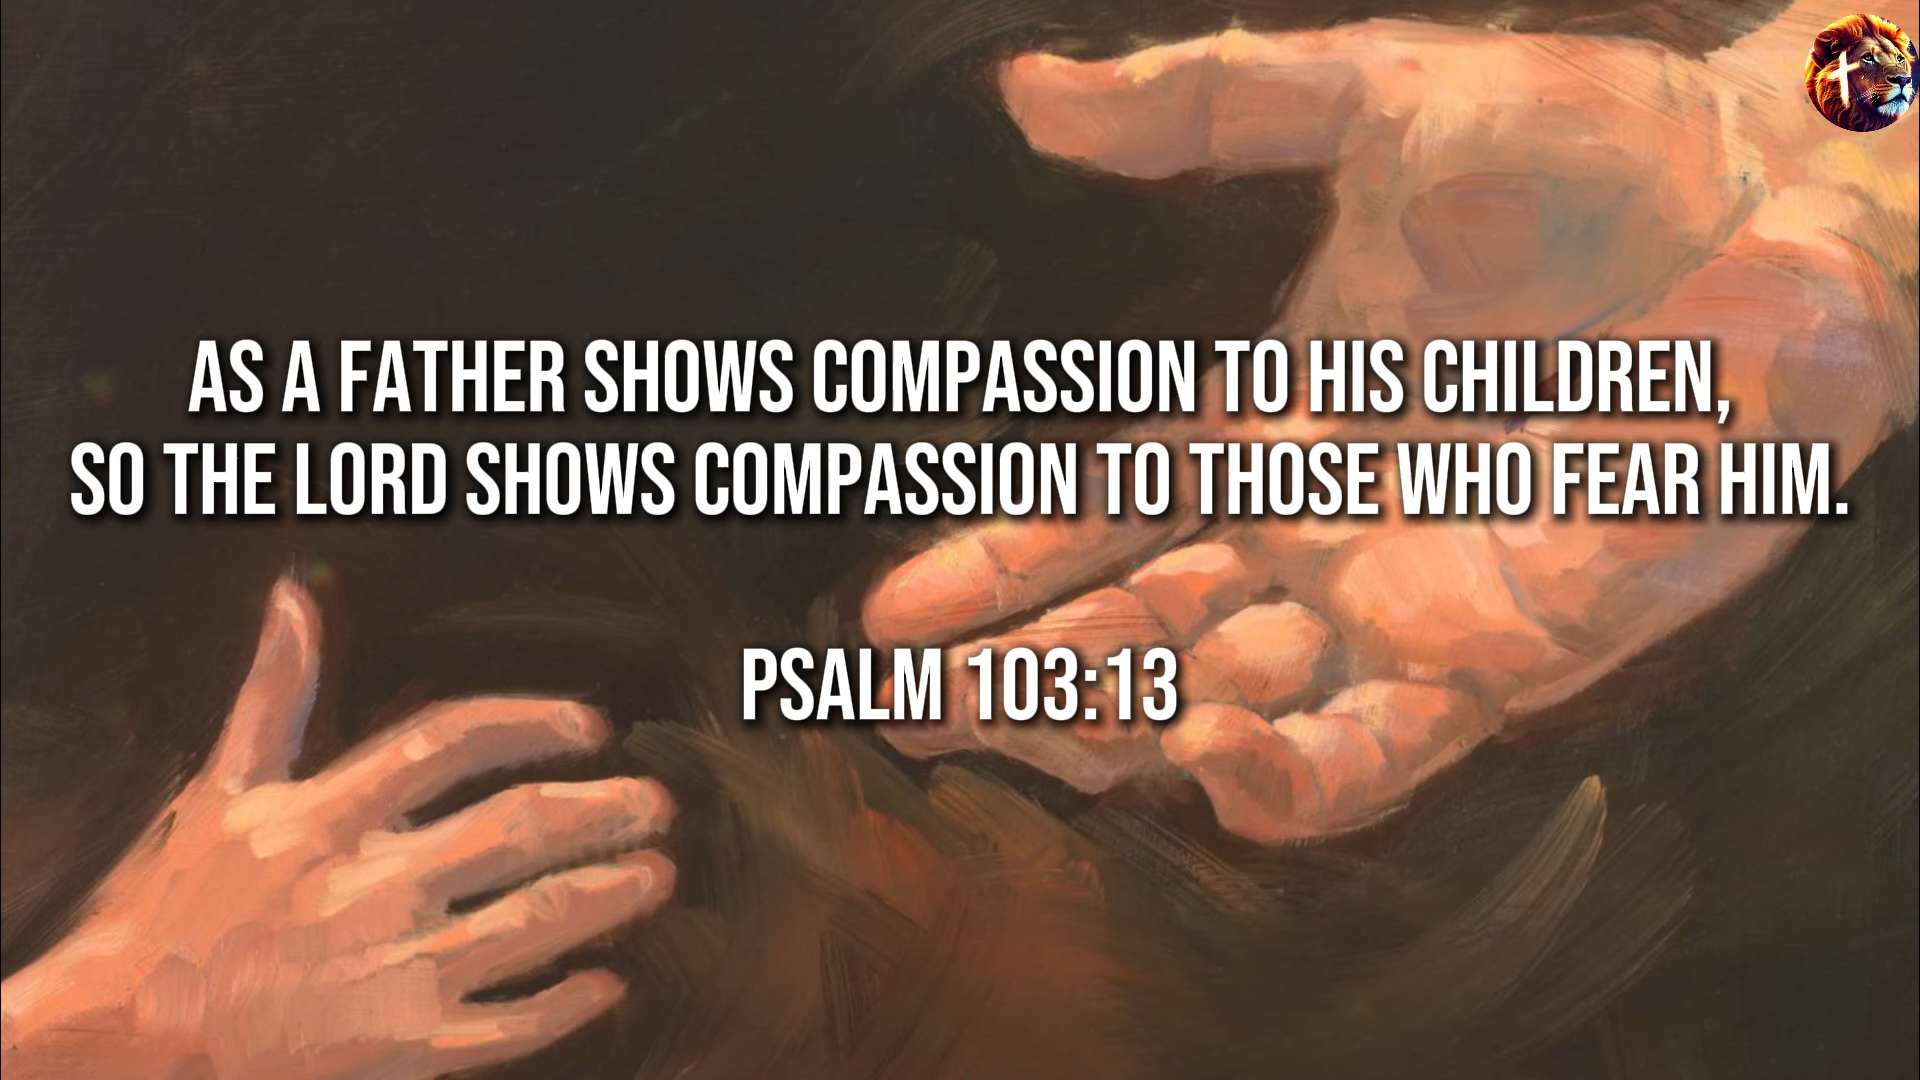 AS A FATHER SHOWS COMPASSION TO HIS CHILDREN,
SO THE LORD SHOWS COMPASSION TO THOSE WHO FEAR HIM.
PSALM 103:13